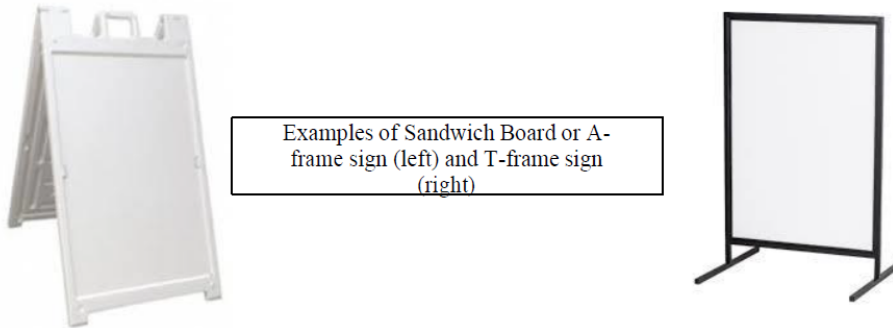 Examples of Sandwich Board or A-
frame sign (left) and T-frame sign
(right)